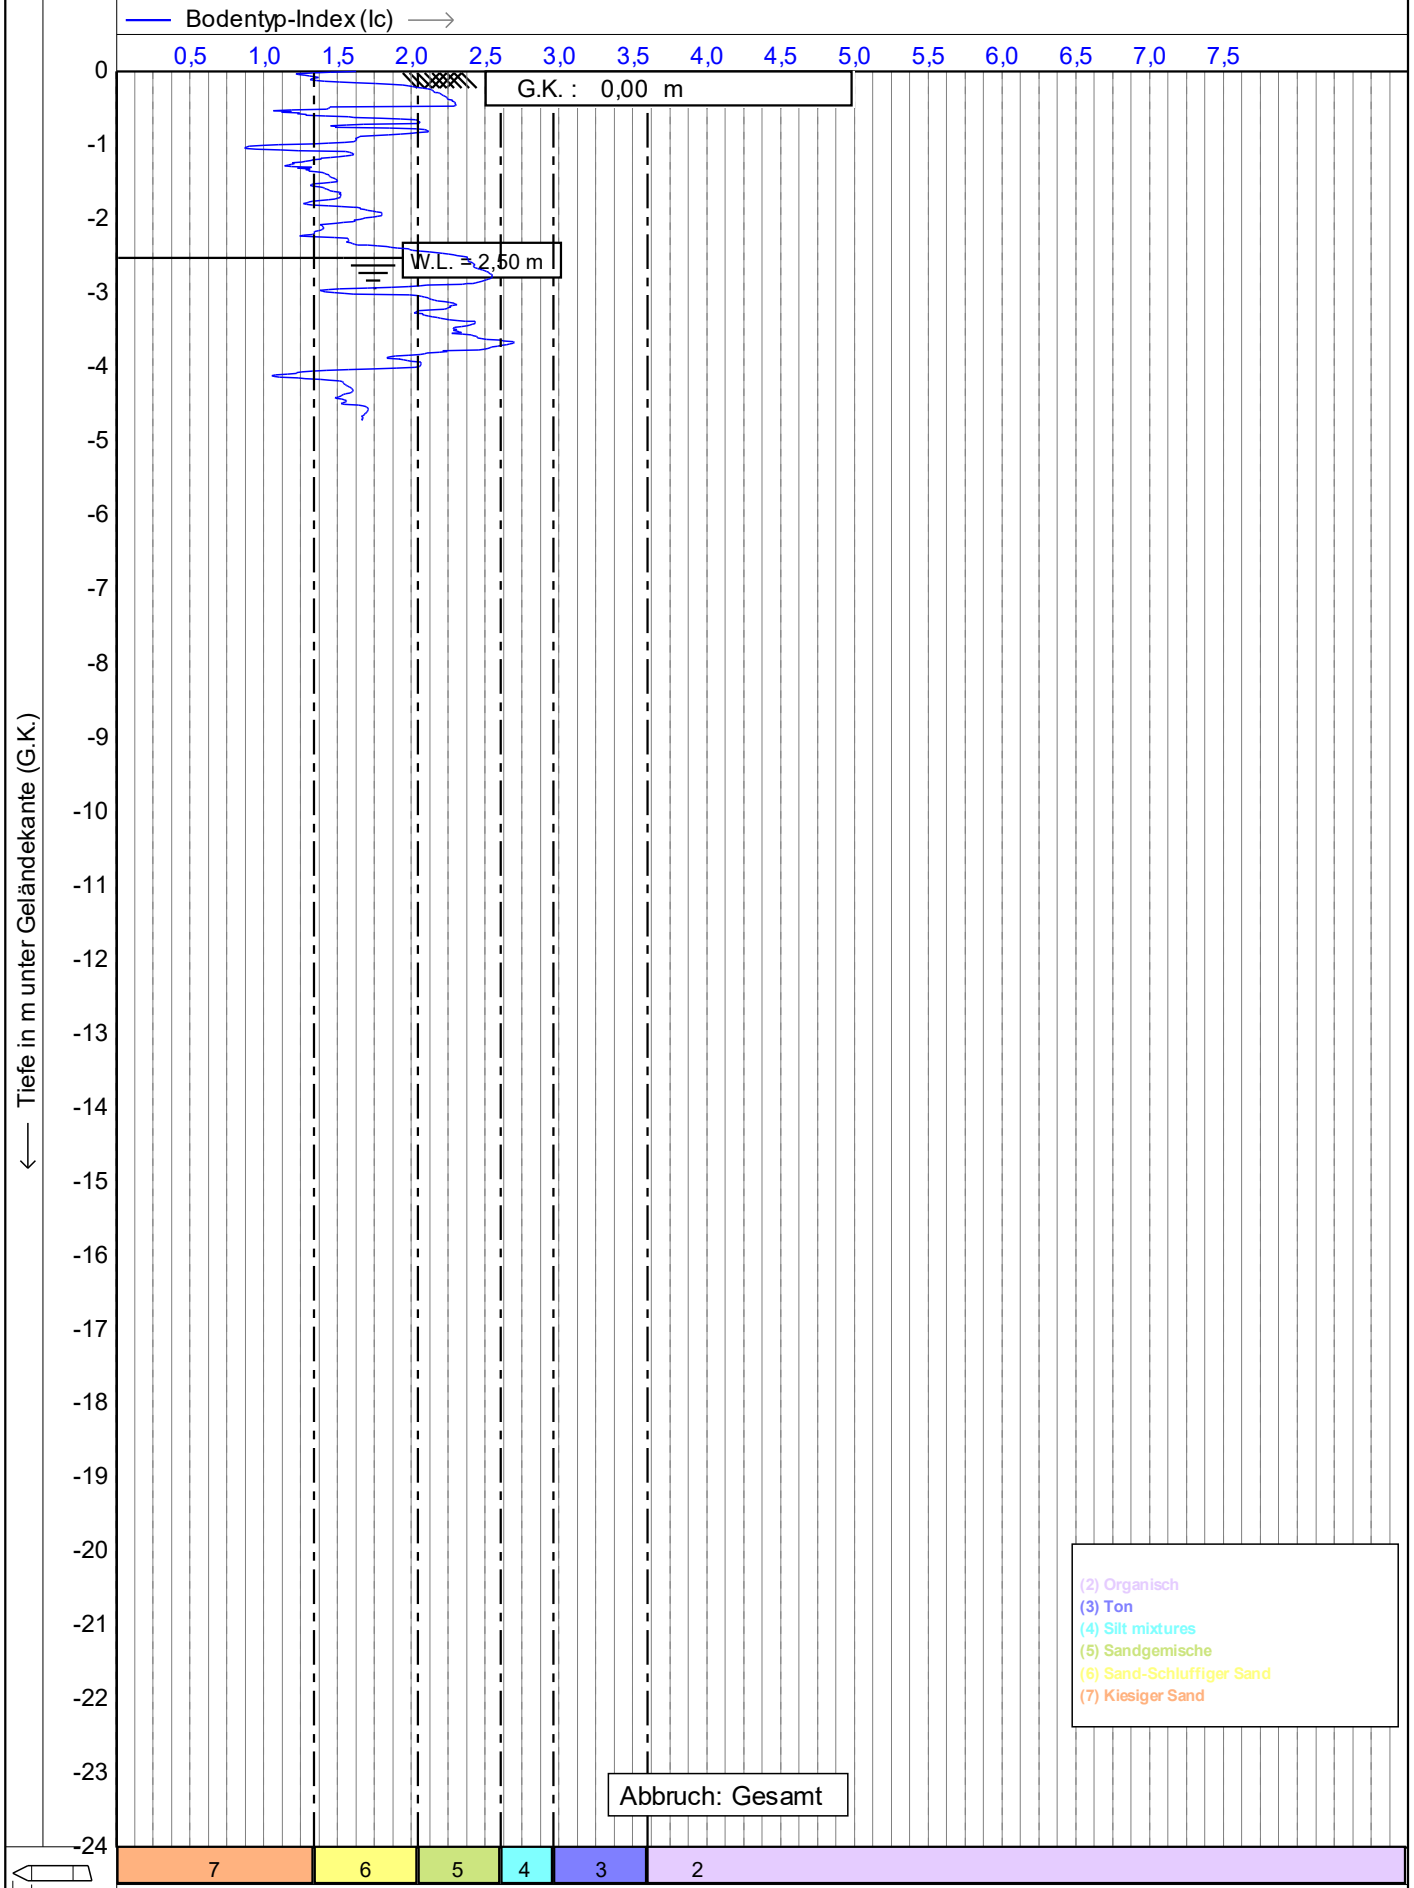 Bodentyp-Index (Ic)
0,5 1,0 1,5 2,0 2,5 3,0 3,5 4,0 4,5 5,0 5,5 6,0 6,5 7,0 7,5
0
G.K. : 0,00 m
-1
-2
W.L. = 2,50 m
-3
-4
-5
-6
-7
-8
-9
-10
-11
-12
-13
-14
-15
-16
-17
-18
-19
-20
-21
-22
-23
-24
Tiefe in m unter Geländekante (G.K.)
(2) Organisch
(3) Ton
(4) Silt mixtures
(5) Sandgemische
(6) Sand-Schluffiger Sand
(7) Kiesiger Sand
Abbruch: Gesamt
7 6 5 4 3 2